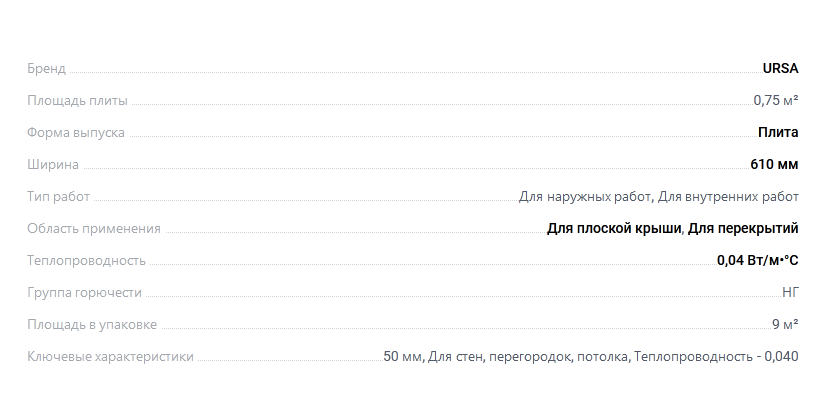 Бренд URSA
Площадь плиты 0,75 м²
Форма выпуска Плита
Ширина 610 мм
Тип работ Для наружных работ, Для внутренних работ
Область применения Для плоской крыши, Для перекрытий
Теплопроводность 0,04 Вт/м•°С
Группа горючести НГ
Площадь в упаковке 9 м²
Ключевые характеристики 50 мм, Для стен, перегородок, потолка, Теплопроводность - 0,040